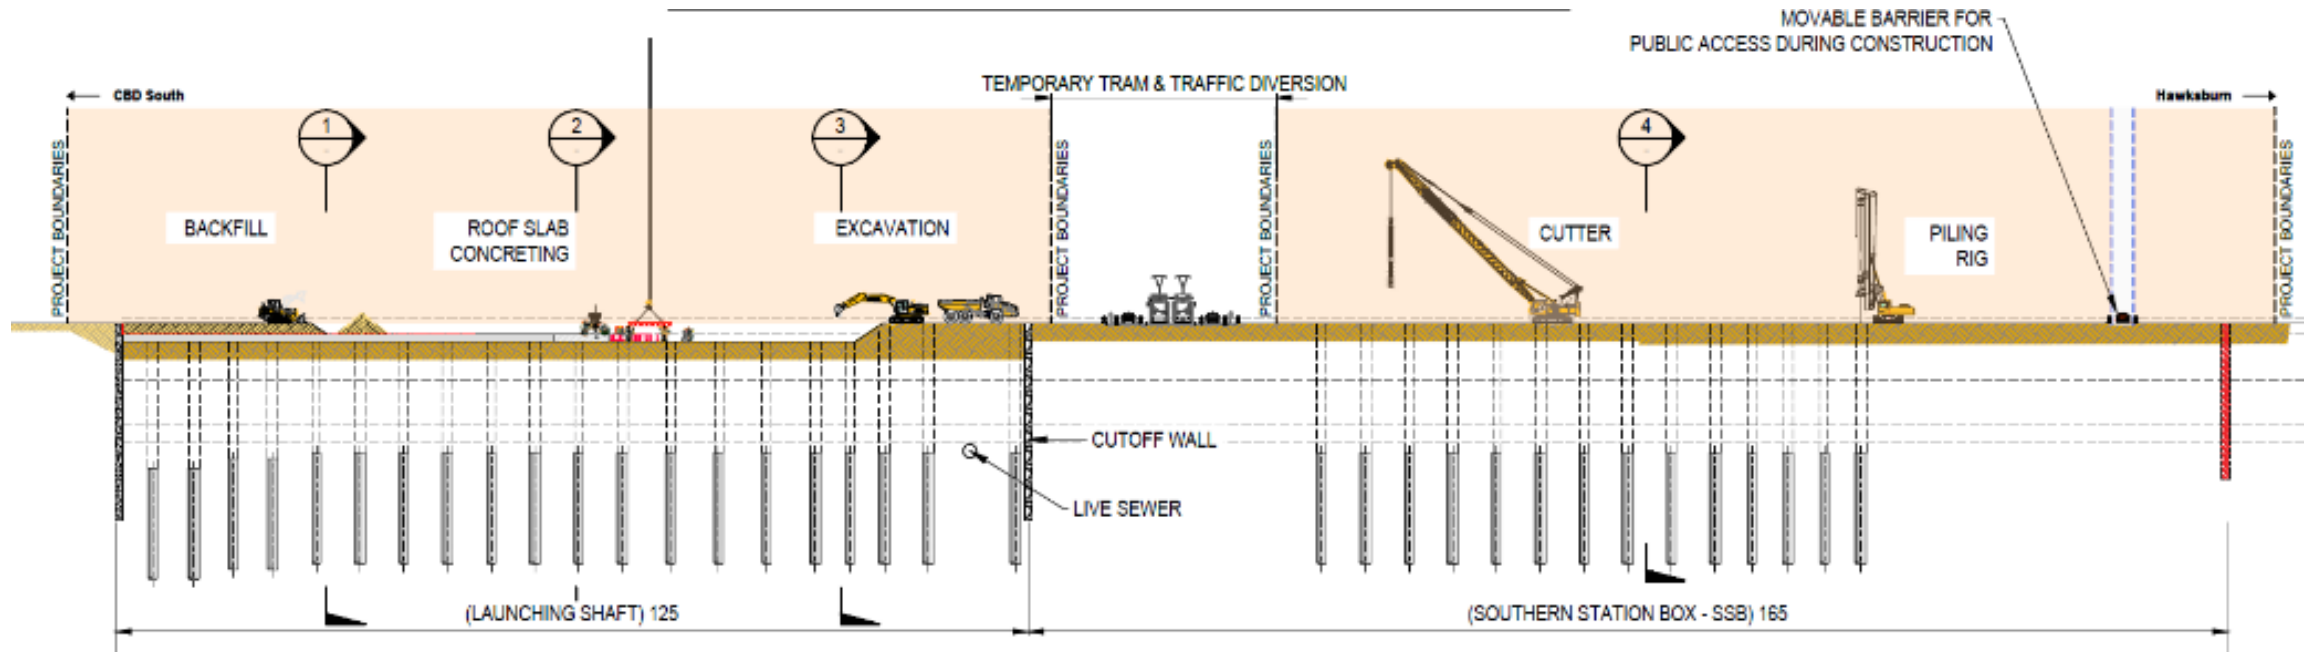 MOVABLE BARRIER FOR
PUBLIC ACCESS DURING CONSTRUCTION
TEMPORARY TRAM & TRAFFIC DIVERSION
CBD South
Hawksburn
1
2
3
4
PROJECT BOUNDARIES
PROJECT BOUNDARIES
PROJECT BOUNDARIES
PROJECT BOUNDARIES
BACKFILL
ROOF SLAB
CONCRETING
EXCAVATION
CUTTER
PILING
RIG
CUTOFF WALL
LIVE SEWER
(LAUNCHING SHAFT) 125
(SOUTHERN STATION BOX - SSB) 165